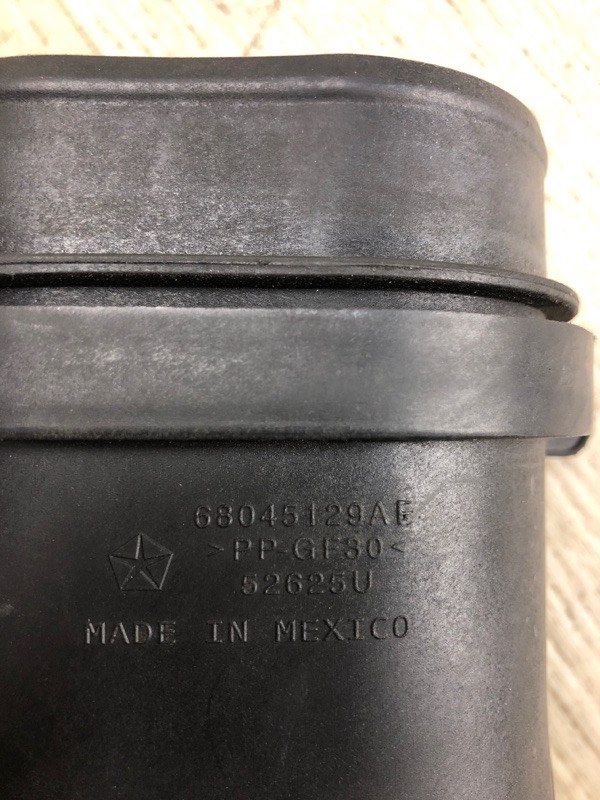 68045129AE
>PP-GF30<
52625U
MADE IN MEXICO